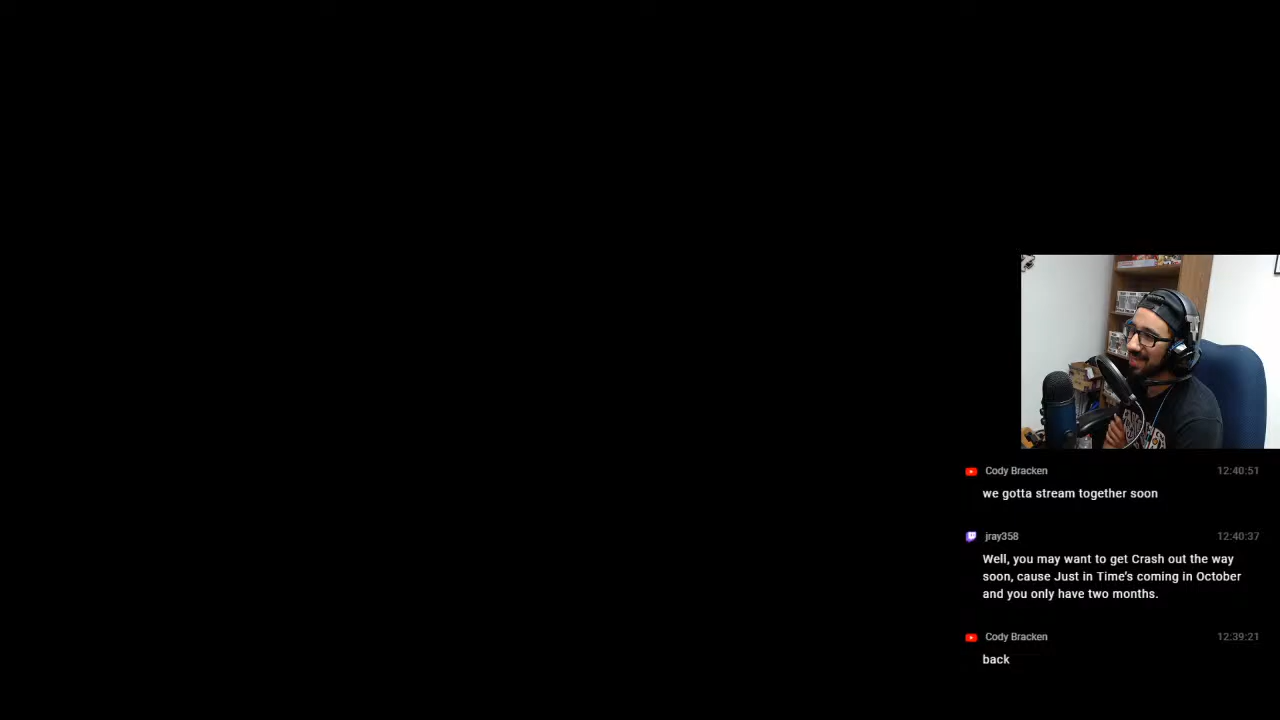 Cody Bracken 12:40:51
we gotta stream together soon
jray358 12:40:37
Well, you may want to get Crash out the way
soon, cause Just in Time's coming in October
and you only have two months.
Cody Bracken 12:39:21
back